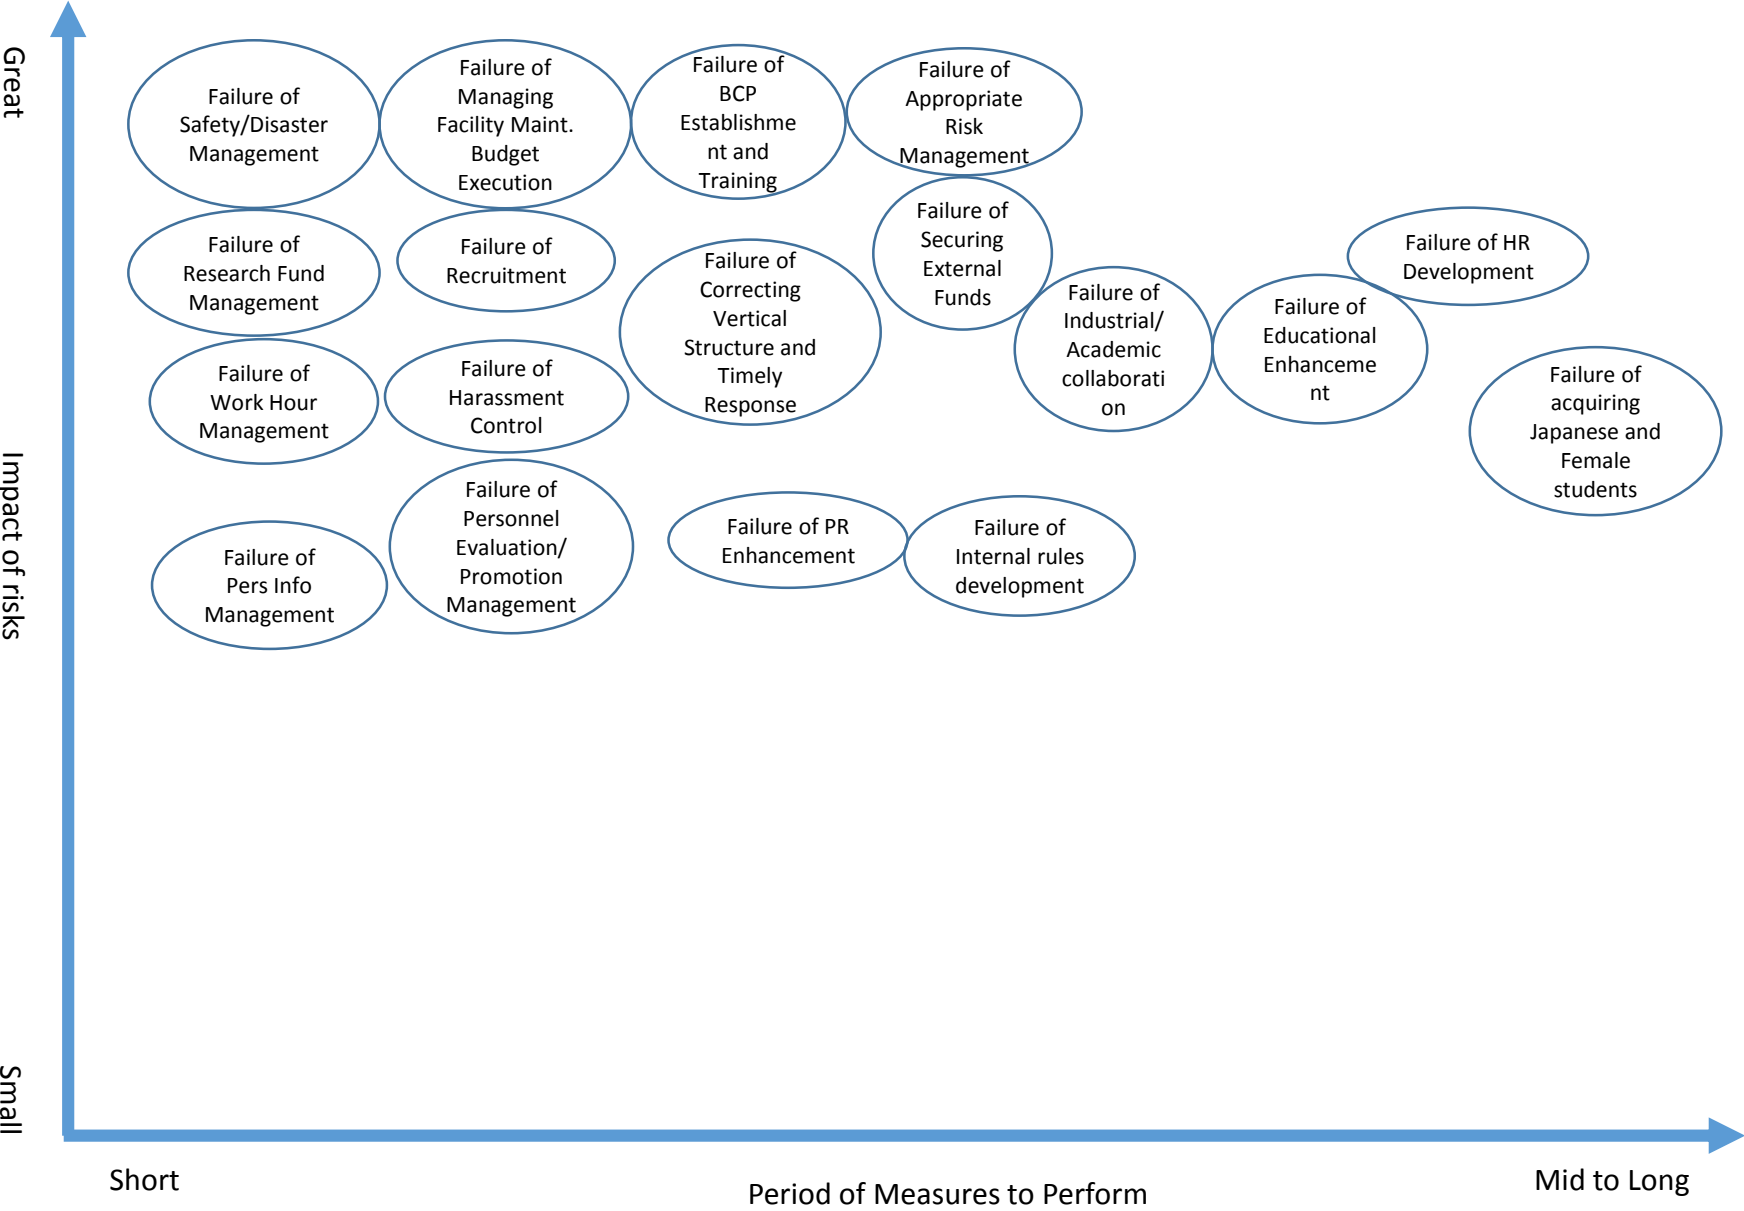 Great
Impact of risks
Small
Failure of
Safety/Disaster
Management
Failure of
Managing
Facility Maint.
Budget
Execution
Failure of
BCP
Establishme
nt and
Training
Failure of
Appropriate
Risk
Management
Failure of
Research Fund
Management
Failure of
Recruitment
Failure of
Correcting
Vertical
Structure and
Timely
Response
Failure of
Securing
External
Funds
Failure of
Industrial/
Academic
collaborati
on
Failure of
Educational
Enhanceme
nt
Failure of HR
Development
Failure of
acquiring
Japanese and
Female
students
Failure of
Work Hour
Management
Failure of
Harassment
Control
Failure of
Pers Info
Management
Failure of
Personnel
Evaluation/
Promotion
Management
Failure of PR
Enhancement
Failure of
Internal rules
development
Short
Period of Measures to Perform
Mid to Long